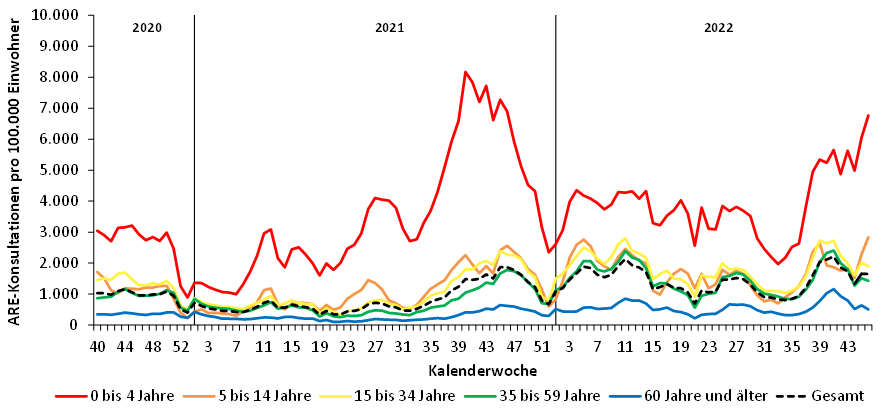 ARE-Konsultationen pro 100.000 Einwohner
10.000
9.000
8.000
7.000
6.000
5.000
4.000
3.000
2.000
1.000
0
2020 2021 2022
40 43 46 49 52 3 7 11 15 19 23 27 31 35 39 43 47 51 3 7 11 15 19 23 27 31 35 39 43
Kalenderwoche
0 bis 4 Jahre 5 bis 14 Jahre 15 bis 34 Jahre 35 bis 59 Jahre 60 Jahre und älter Gesamt